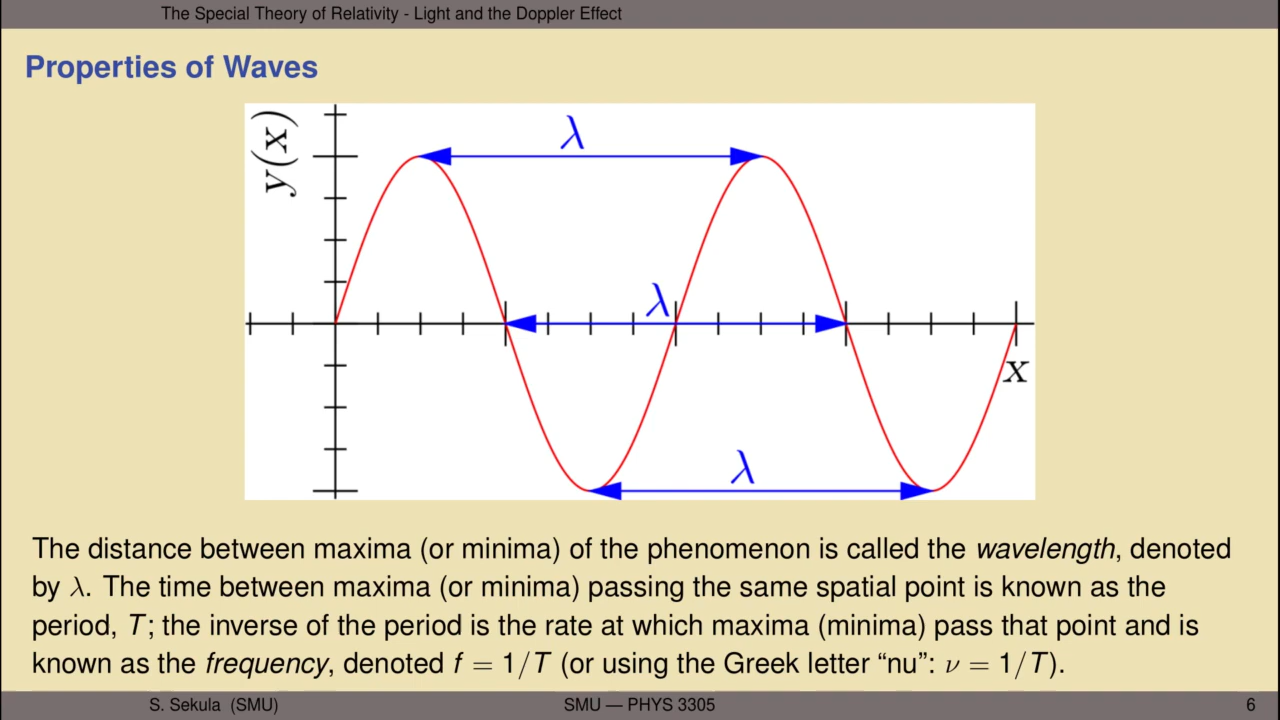 The Special Theory of Relativity - Light and the Doppler Effect
Properties of Waves
y(x)
λ
λ
x
λ
The distance between maxima (or minima) of the phenomenon is called the wavelength, denoted
by λ. The time between maxima (or minima) passing the same spatial point is known as the
period, T; the inverse of the period is the rate at which maxima (minima) pass that point and is
known as the frequency, denoted f = 1/T (or using the Greek letter “nu”: ν = 1/T).
S. Sekula (SMU)
SMU — PHYS 3305
6